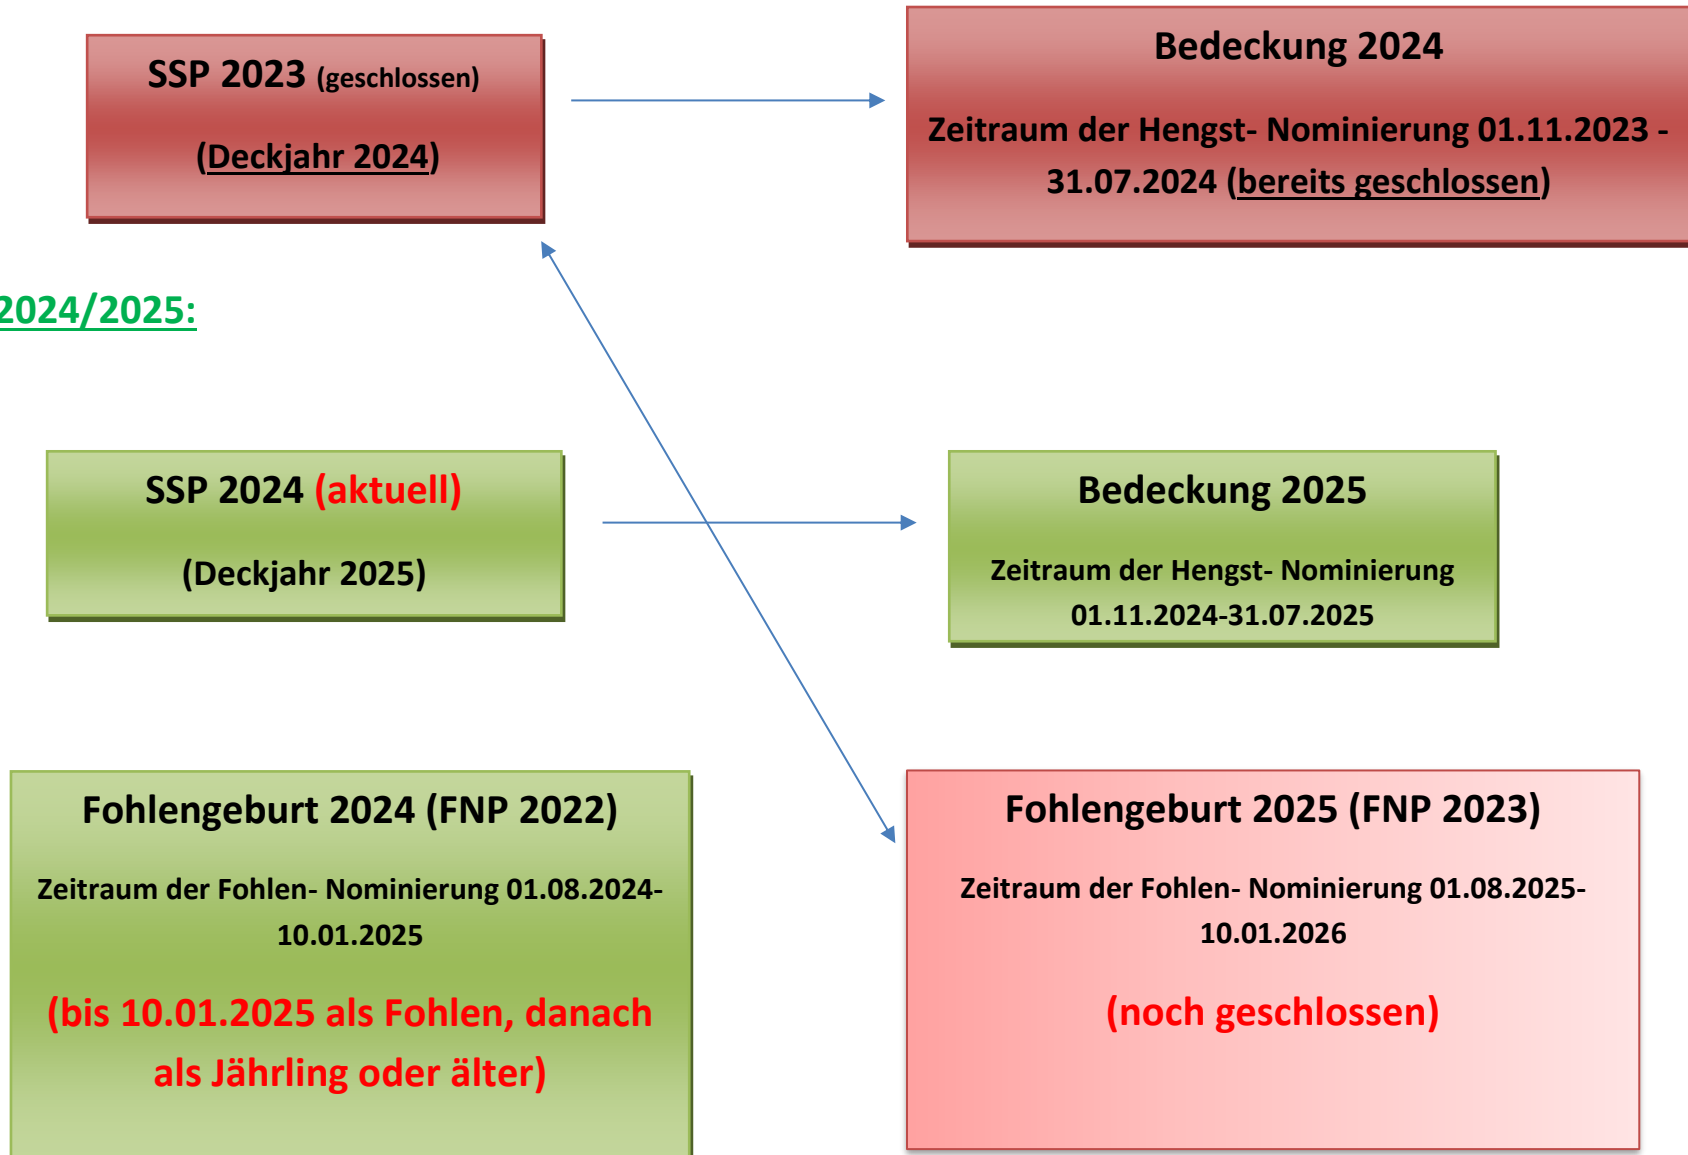 SSP 2023 (geschlossen)
(Deckjahr 2024)
Bedeckung 2024
Zeitraum der Hengst- Nominierung 01.11.2023 -
31.07.2024 (bereits geschlossen)
2024/2025:
SSP 2024 (aktuell)
(Deckjahr 2025)
Bedeckung 2025
Zeitraum der Hengst- Nominierung
01.11.2024-31.07.2025
Fohlengeburt 2024 (FNP 2022)
Zeitraum der Fohlen- Nominierung 01.08.2024-
10.01.2025
(bis 10.01.2025 als Fohlen, danach
als Jährling oder älter)
Fohlengeburt 2025 (FNP 2023)
Zeitraum der Fohlen- Nominierung 01.08.2025-
10.01.2026
(noch geschlossen)